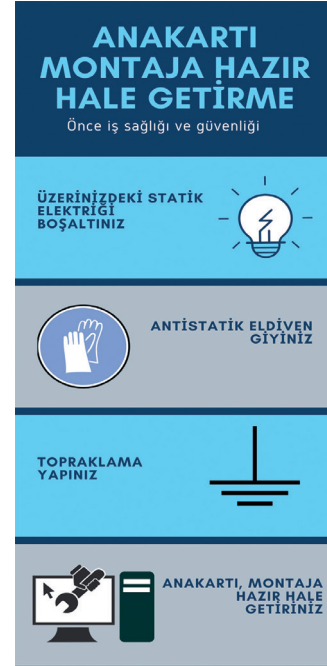 ANAKARTI
MONTAJA HAZIR
HALE GETİRME
Önce iş sağlığı ve güvenliği
ÜZERİNİZDEKİ STATİK
ELEKTRİĞİ
BOŞALTINIZ
ANTİSTATİK ELDİVEN
GİYİNİZ
TOPRAKLAMA
YAPINIZ
ANAKARTI, MONTAJA
HAZIR HALE
GETİRİNİZ